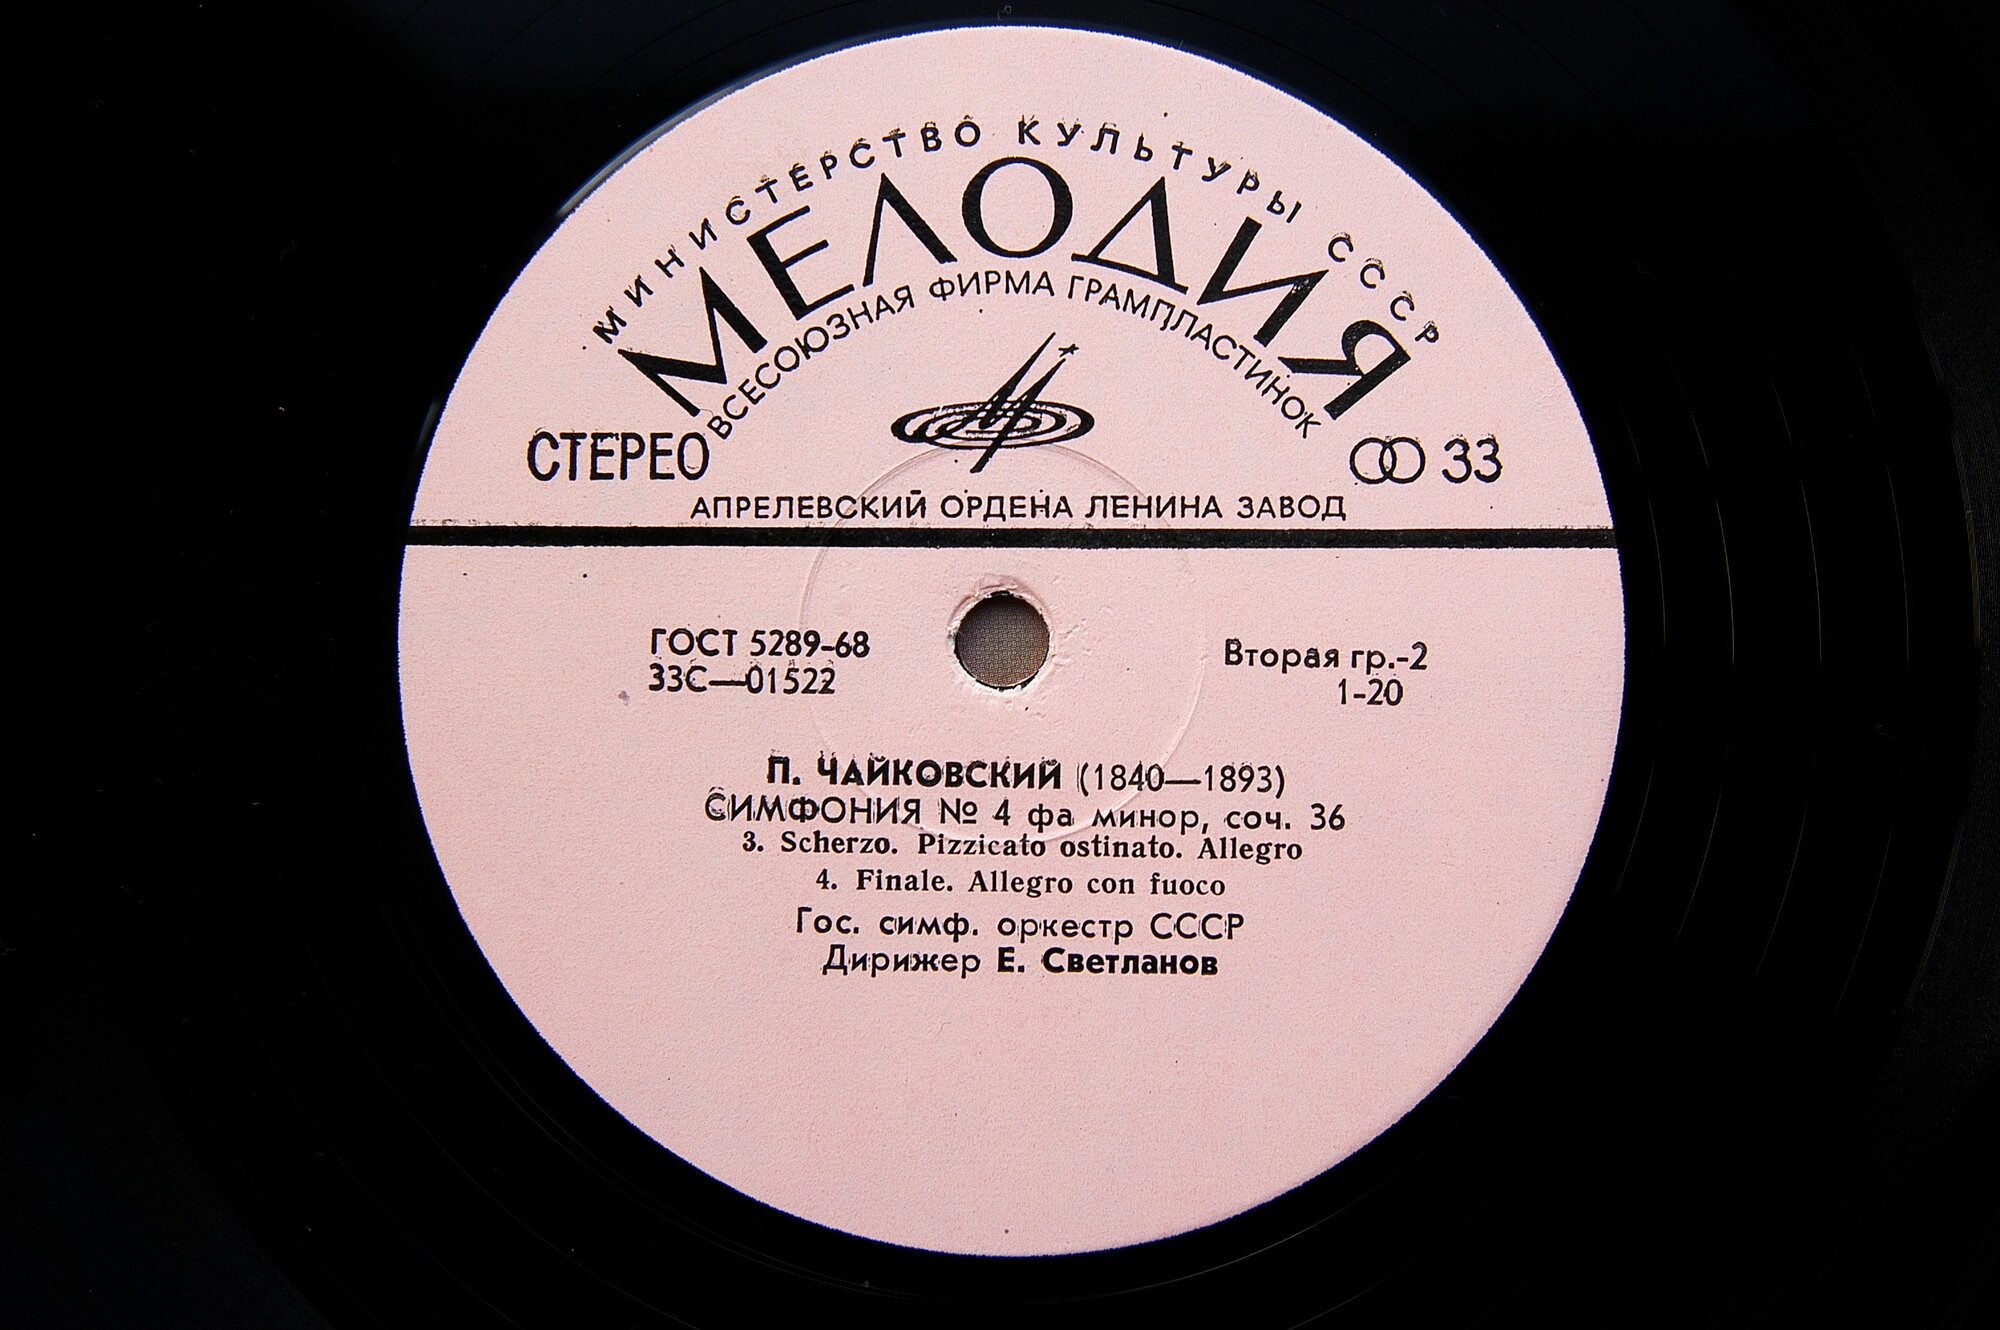 МИНИСТЕРСТВО КУЛЬТУРЫ СССР
МЕЛОДИЯ
ВСЕСОЮЗНАЯ ФИРМА ГРАМПЛАСТИНОК
СТЕРЕО
33
АПРЕЛЕВСКИЙ ОРДЕНА ЛЕНИНА ЗАВОД
ГОСТ 5289-68
33С—01522
Вторая гр.-2
1-20
П. ЧАЙКОВСКИЙ (1840—1893)
СИМФОНИЯ № 4 фа минор, соч. 36
3. Scherzo. Pizzicato ostinato. Allegro
4. Finale. Allegro con fuoco
Гос. симф. оркестр СССР
Дирижер Е. Светланов